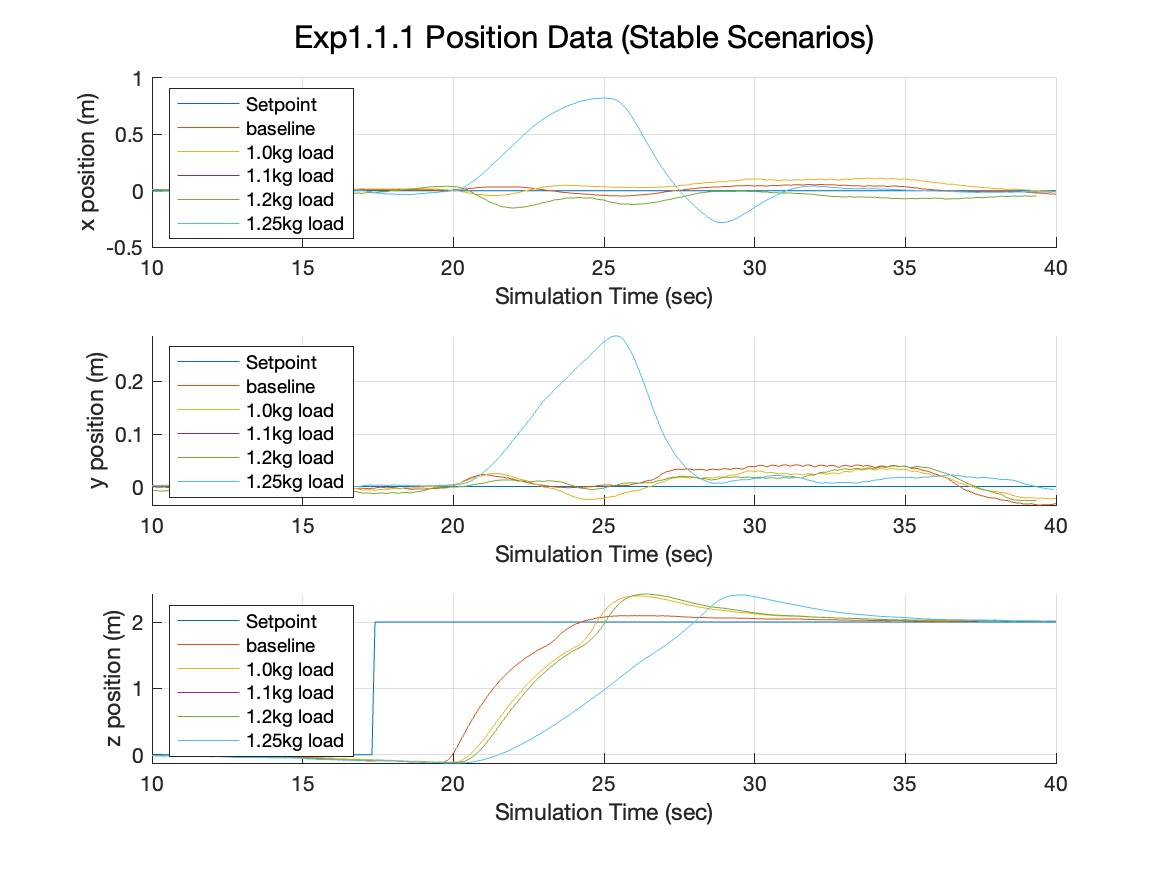 Exp1.1.1 Position Data (Stable Scenarios)
x position (m)
1
0.5
0
-0.5
Setpoint
baseline
1.0kg load
1.1kg load
1.2kg load
1.25kg load
10 15 20 25 30 35 40
Simulation Time (sec)
y position (m)
0.2
0.1
0
Setpoint
baseline
1.0kg load
1.1kg load
1.2kg load
1.25kg load
10 15 20 25 30 35 40
Simulation Time (sec)
z position (m)
2
1
0
Setpoint
baseline
1.0kg load
1.1kg load
1.2kg load
1.25kg load
10 15 20 25 30 35 40
Simulation Time (sec)